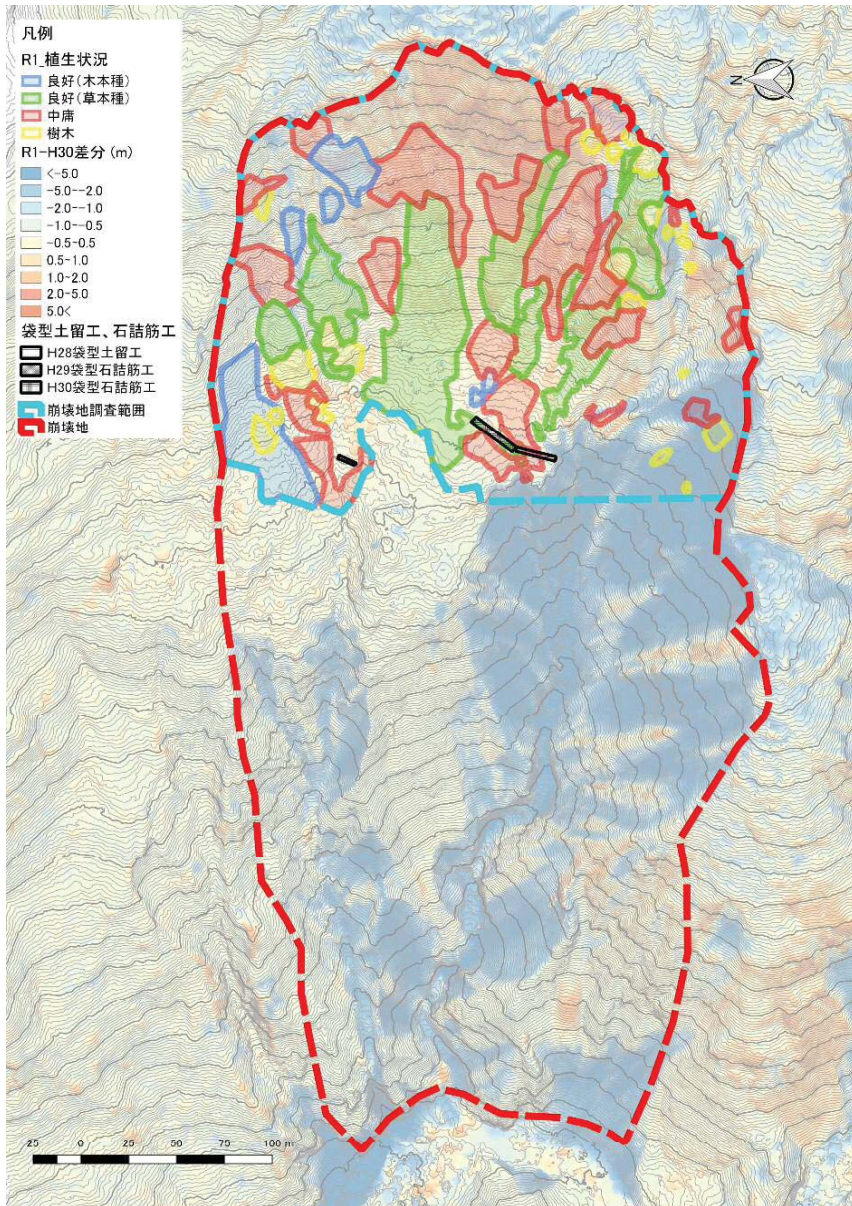 凡例
R1_植生状況
良好(木本種)
良好(草本種)
中庸
樹木
R1-H30差分(m)
<-5.0
-5.0--2.0
-2.0--1.0
-1.0--0.5
-0.5-0.5
0.5-1.0
1.0-2.0
2.0-5.0
5.0<
袋型土留工、石詰筋工
H28袋型土留工
H29袋型石詰筋工
H30袋型石詰筋工
崩壊地調査範囲
崩壊地
N
25 0 25 50 75 100 m